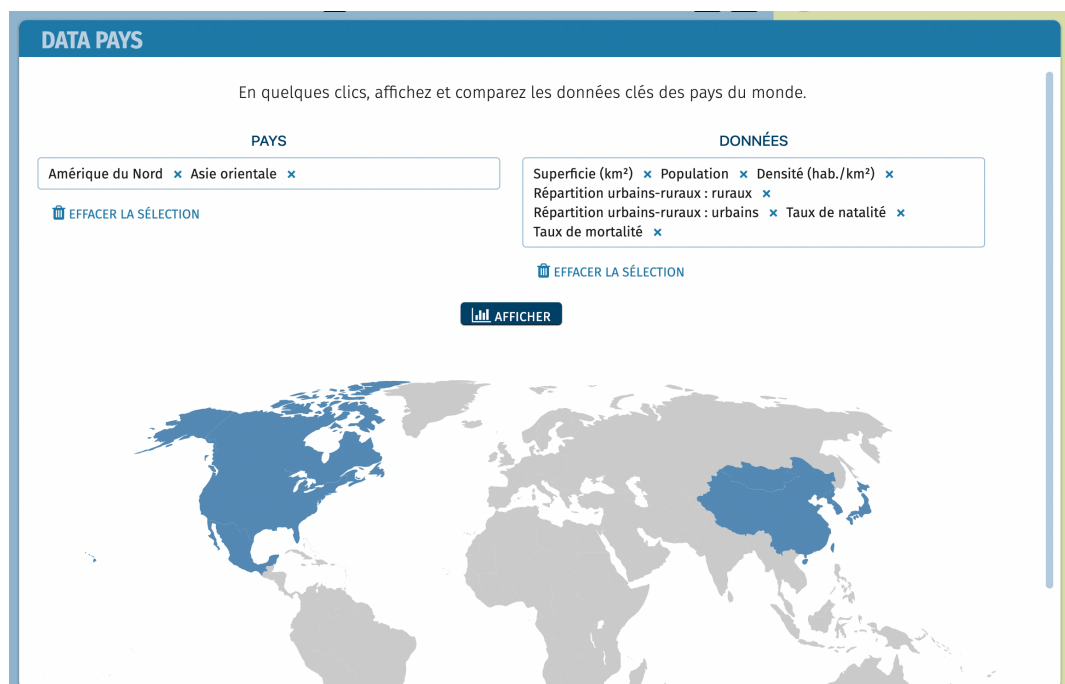 DATA PAYS
En quelques clics, affichez et comparez les données clés des pays du monde.
PAYS
Amérique du Nord × Asie orientale ×
EFFACER LA SÉLECTION
DONNÉES
Superficie (km²) × Population × Densité (hab./km²) ×
Répartition urbains-ruraux : ruraux ×
Répartition urbains-ruraux : urbains × Taux de natalité ×
Taux de mortalité ×
EFFACER LA SÉLECTION
AFFICHER